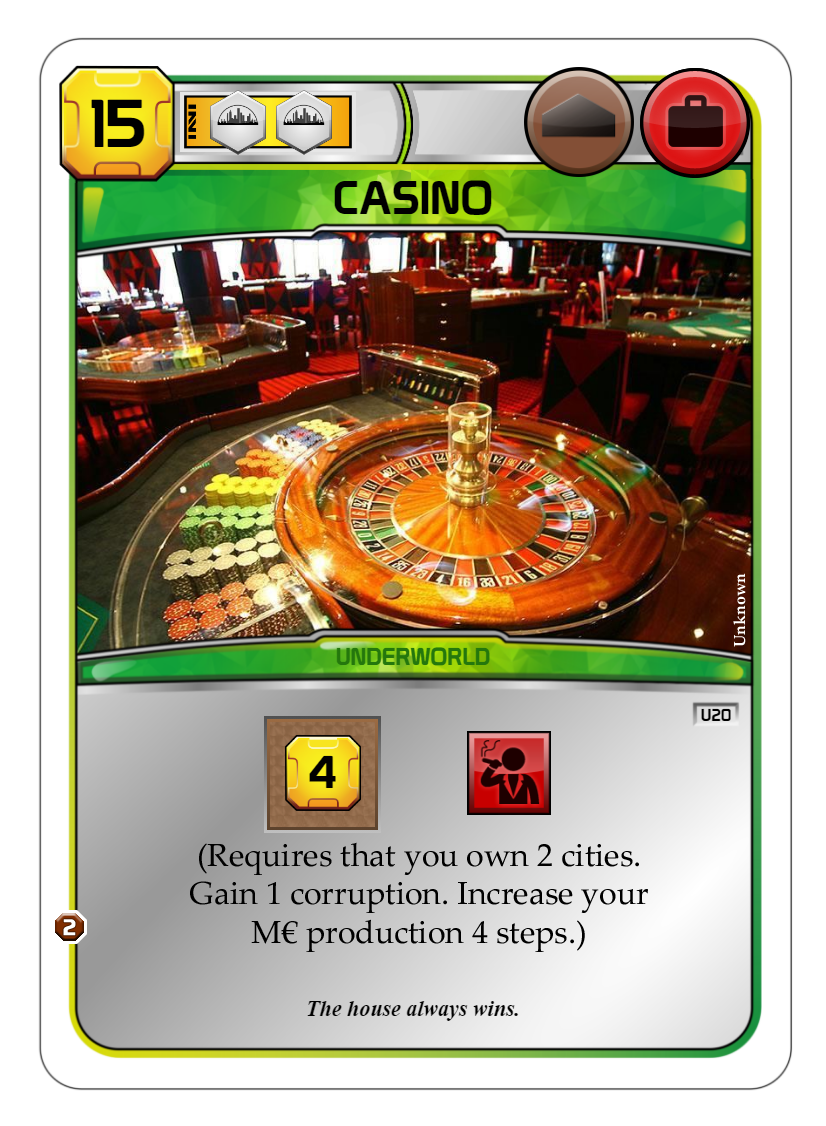 15
CASINO
Unknown
UNDERWORLD
U20
4
(Requires that you own 2 cities.
Gain 1 corruption. Increase your
M€ production 4 steps.)
2
The house always wins.